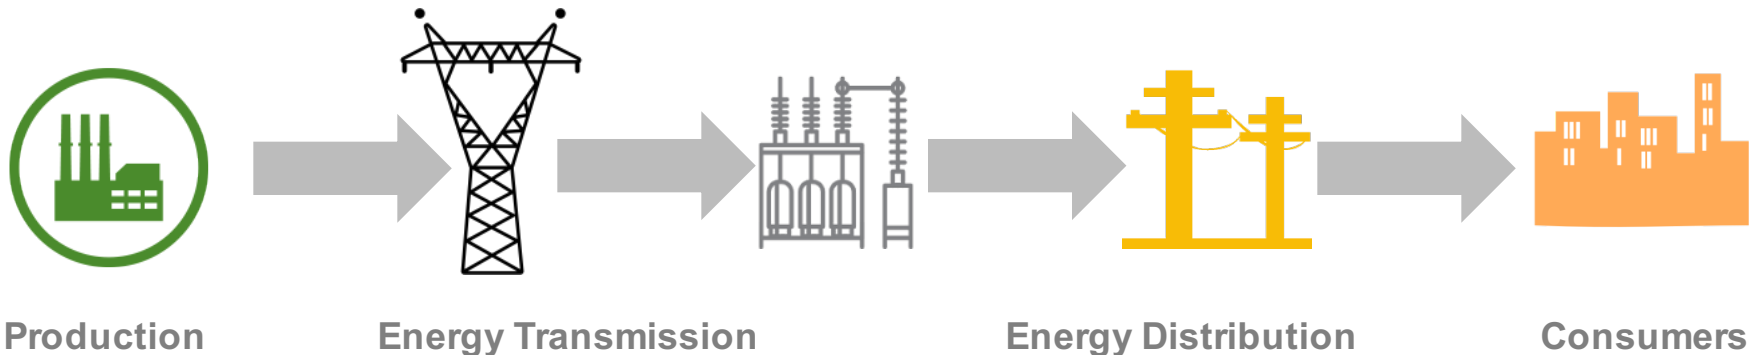 Production
Energy Transmission
Energy Distribution
Consumers